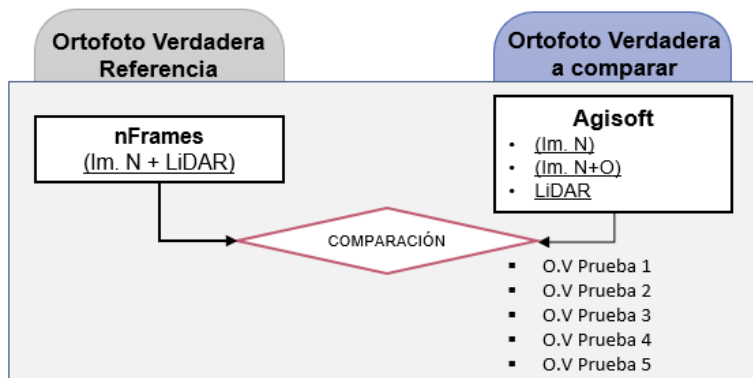 Ortofoto Verdadera
Referencia
Ortofoto Verdadera
a comparar
nFrames
(Im. N + LiDAR)
Agisoft
• (Im. N)
• (Im. N+O)
• LiDAR
COMPARACIÓN
▪ O.V Prueba 1
▪ O.V Prueba 2
▪ O.V Prueba 3
▪ O.V Prueba 4
▪ O.V Prueba 5